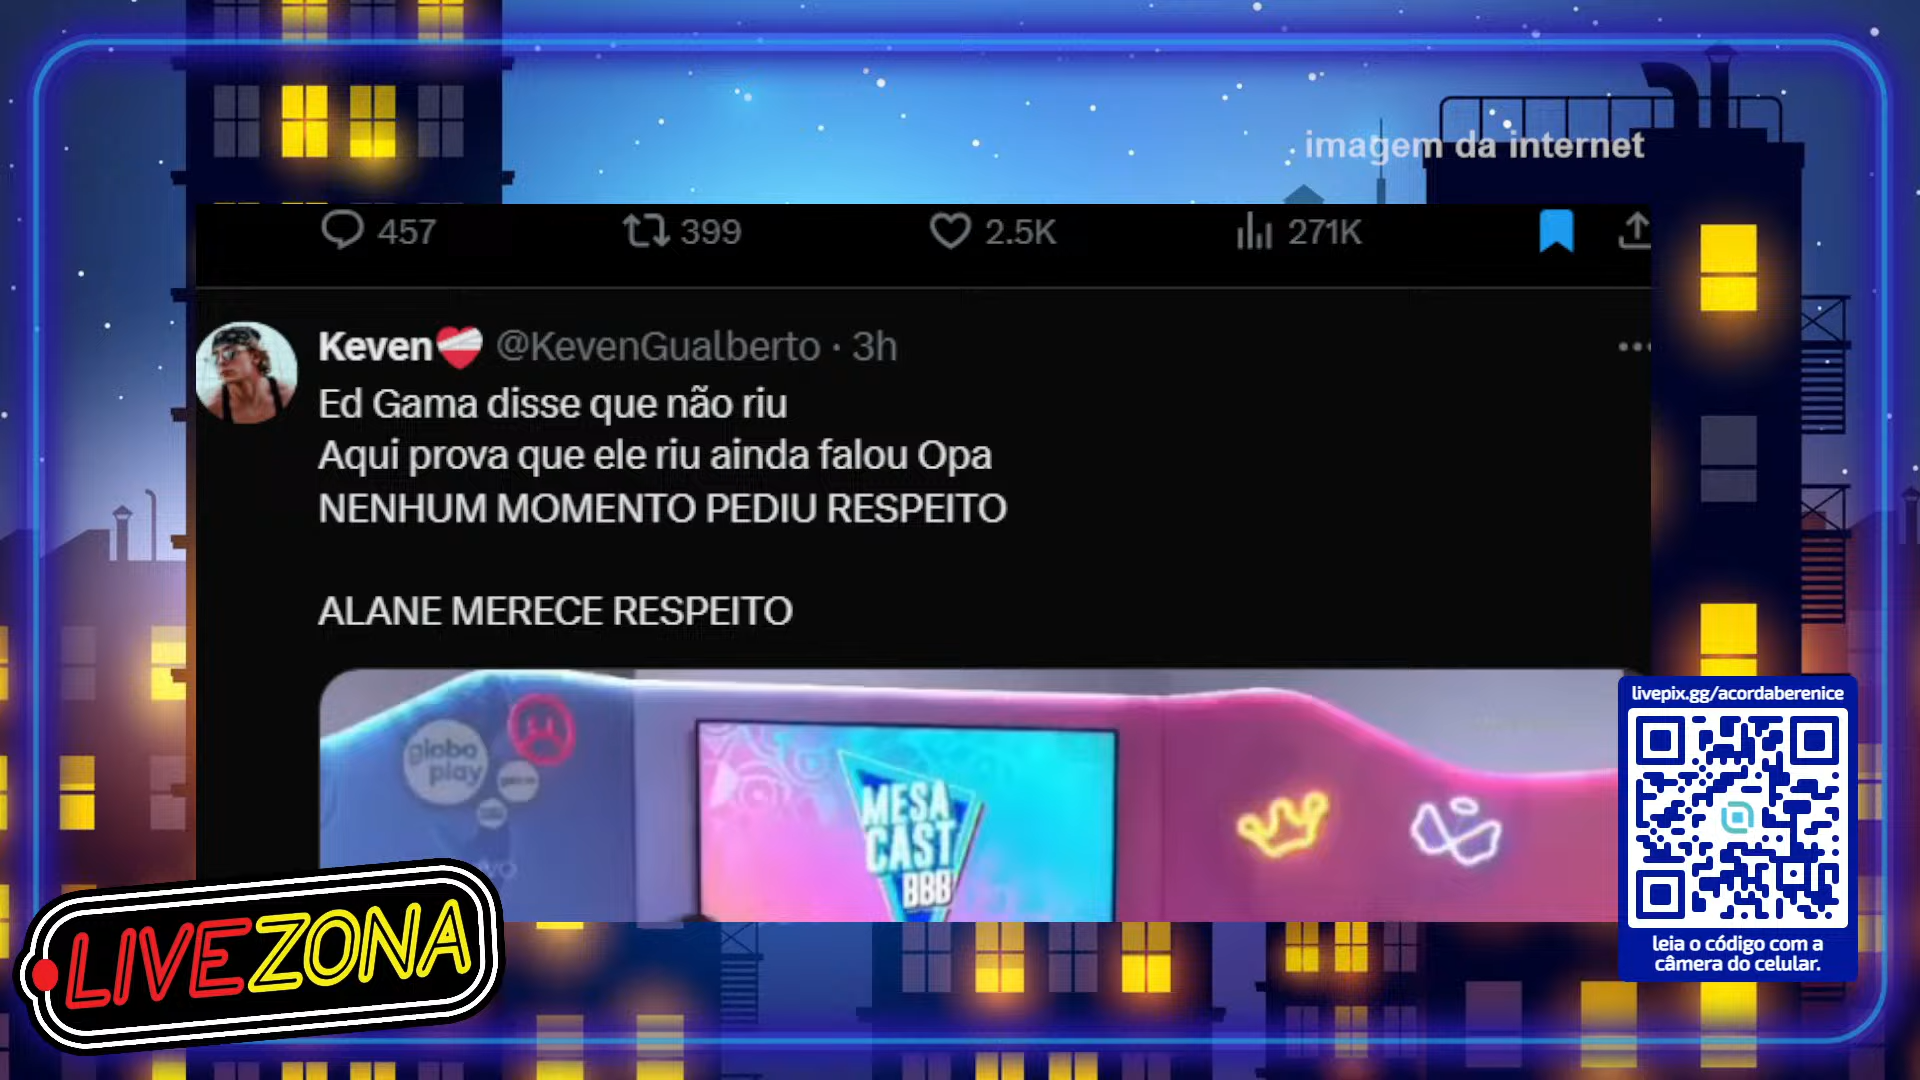 imagem da internet
457 399 2.5K 271K
Keven @KevenGualberto · 3h
Ed Gama disse que não riu
Aqui prova que ele riu ainda falou Opa
NENHUM MOMENTO PEDIU RESPEITO
ALANE MERECE RESPEITO
globo
play
MESA
CAST
BBB
livepix.gg/acordaberenice
leia o código com a
câmera do celular.
LIVEZONA